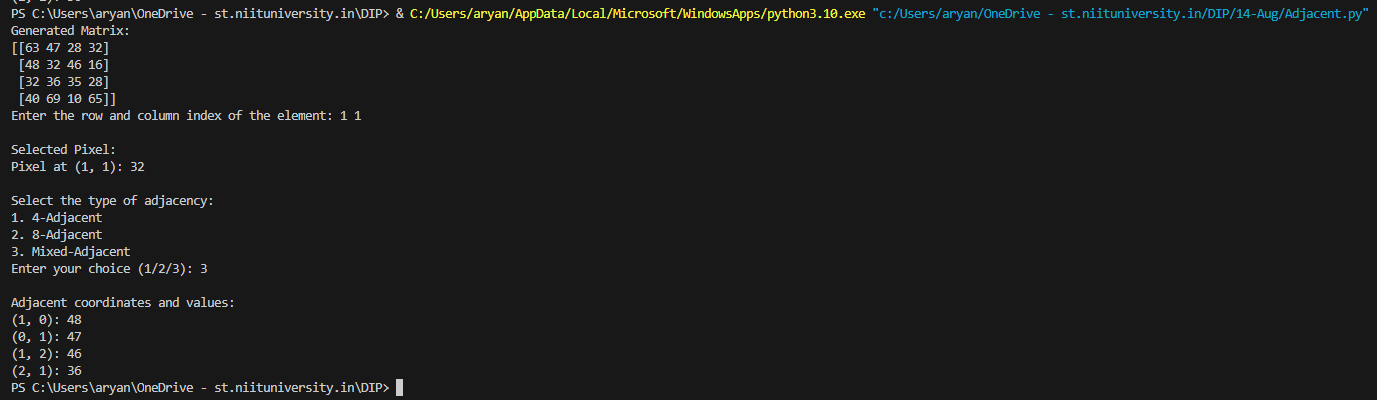 PS C:\Users\aryan\OneDrive - st.niituniversity.in\DIP> & C:/Users/aryan/AppData/Local/Microsoft/WindowsApps/python3.10.exe "c:/Users/aryan/OneDrive - st.niituniversity.in/DIP/14-Aug/Adjacent.py"
Generated Matrix:
[[63 47 28 32]
 [48 32 46 16]
 [32 36 35 28]
 [40 69 10 65]]
Enter the row and column index of the element: 1 1

Selected Pixel:
Pixel at (1, 1): 32

Select the type of adjacency:
1. 4-Adjacent
2. 8-Adjacent
3. Mixed-Adjacent
Enter your choice (1/2/3): 3

Adjacent coordinates and values:
(1, 0): 48
(0, 1): 47
(1, 2): 46
(2, 1): 36
PS C:\Users\aryan\OneDrive - st.niituniversity.in\DIP>